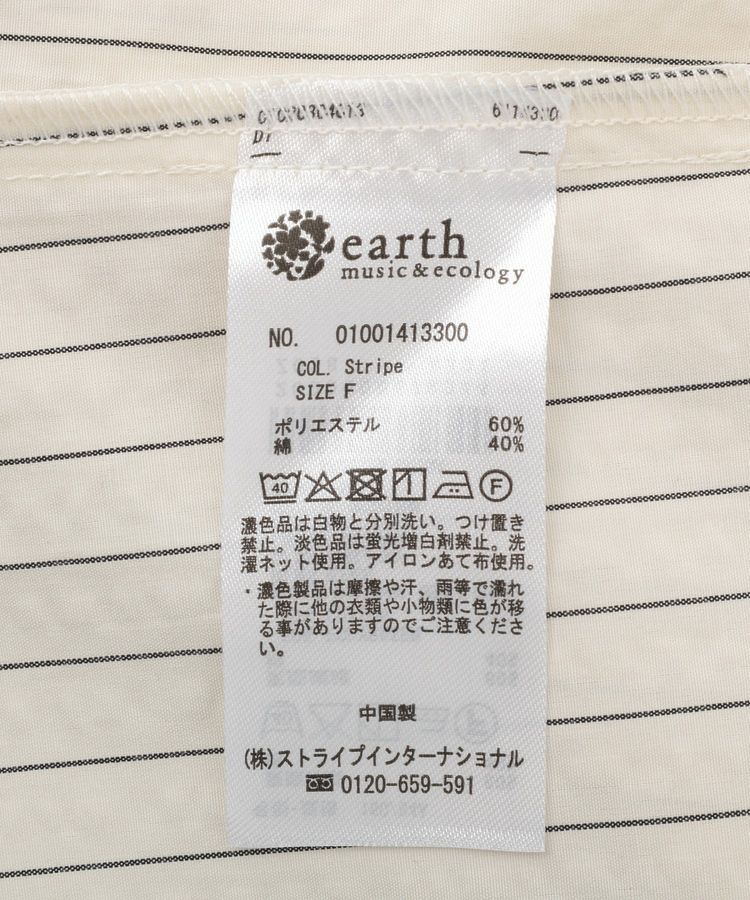 earth
music&ecology
NO. 01001413300
COL. Stripe
SIZE F
ポリエステル 60%
綿 40%
40
F
濃色品は白物と分別洗い。つけ置き
禁止。淡色品は蛍光増白剤禁止。洗
濯ネット使用。アイロンあて布使用。
・濃色製品は摩擦や汗、雨等で濡れ
た際に他の衣類や小物類に色が移
る事がありますのでご注意くださ
い。
中国製
(株)ストライプインターナショナル
0120-659-591